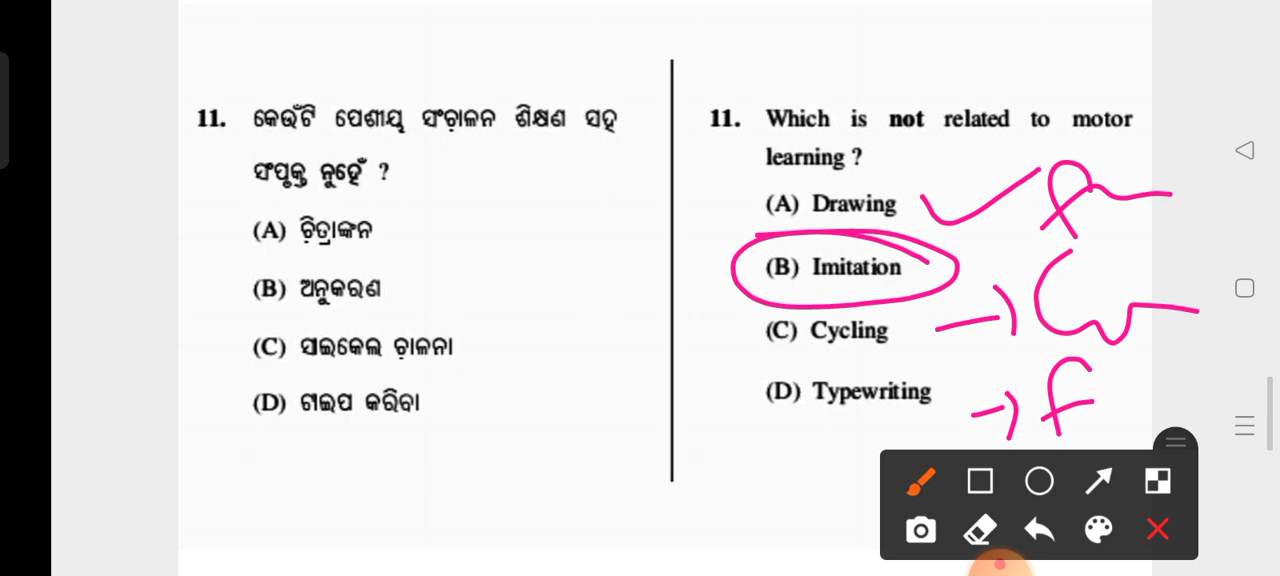 11. କେଉଁଟି ପେଶୀୟ ସଂଚାଳନ ଶିକ୍ଷଣ ସହ
ସଂପୃକ୍ତ ନୁହେଁ ?
(A) ଚିତ୍ରାଙ୍କନ
(B) ଅନୁକରଣ
(C) ସାଇକେଲ ଚାଳନା
(D) ଟାଇପ କରିବା
11. Which is not related to motor
learning ?
(A) Drawing
(B) Imitation
(C) Cycling
(D) Typewriting